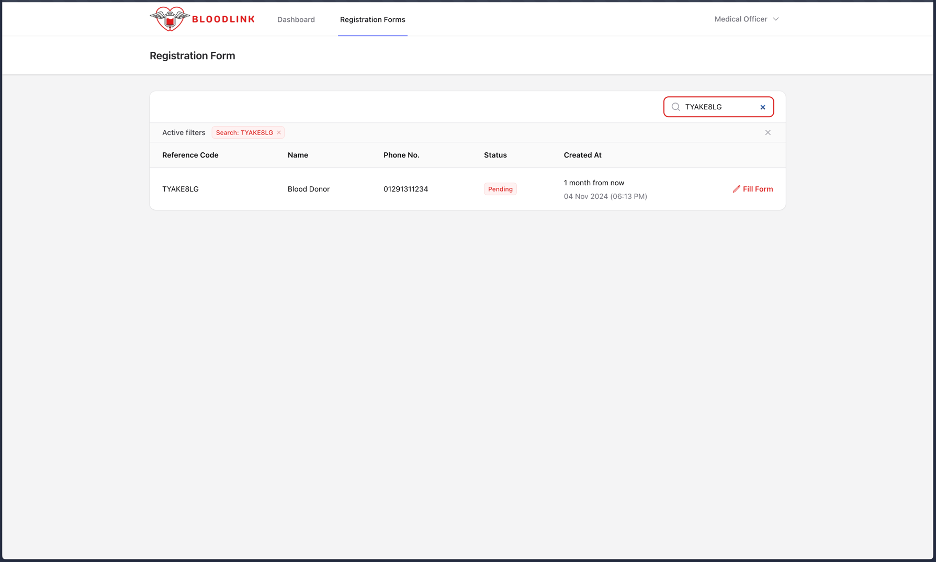 BLOODLINK
Dashboard
Registration Forms
Medical Officer
Registration Form
TYAKE8LG
Active filters
Search: TYAKE8LG
Reference Code Name Phone No. Status Created At
TYAKE8LG Blood Donor 01291311234 Pending 1 month from now Fill Form
04 Nov 2024 (06:13 PM)